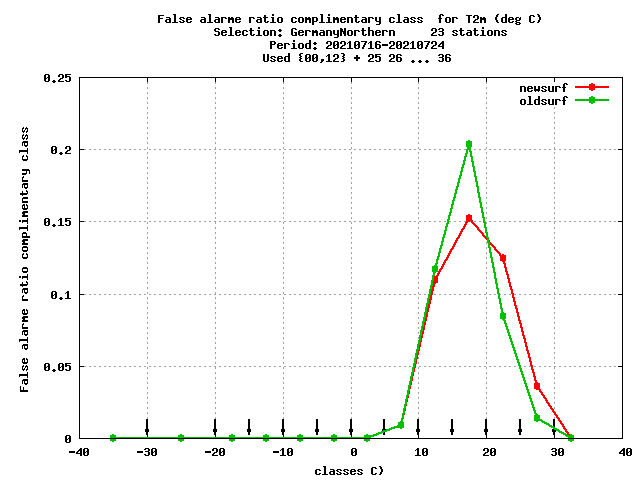 False alarme ratio complimentary class  for T2m (deg C)
Selection: GermanyNorthern     23 stations
Period: 20210716-20210724
Used {00,12} + 25 26 ... 36
newsurf
oldsurf
0.25
0.2
0.15
0.1
0.05
0
False alarme ratio complimentary class
-40 -30 -20 -10 0 10 20 30 40
classes C)